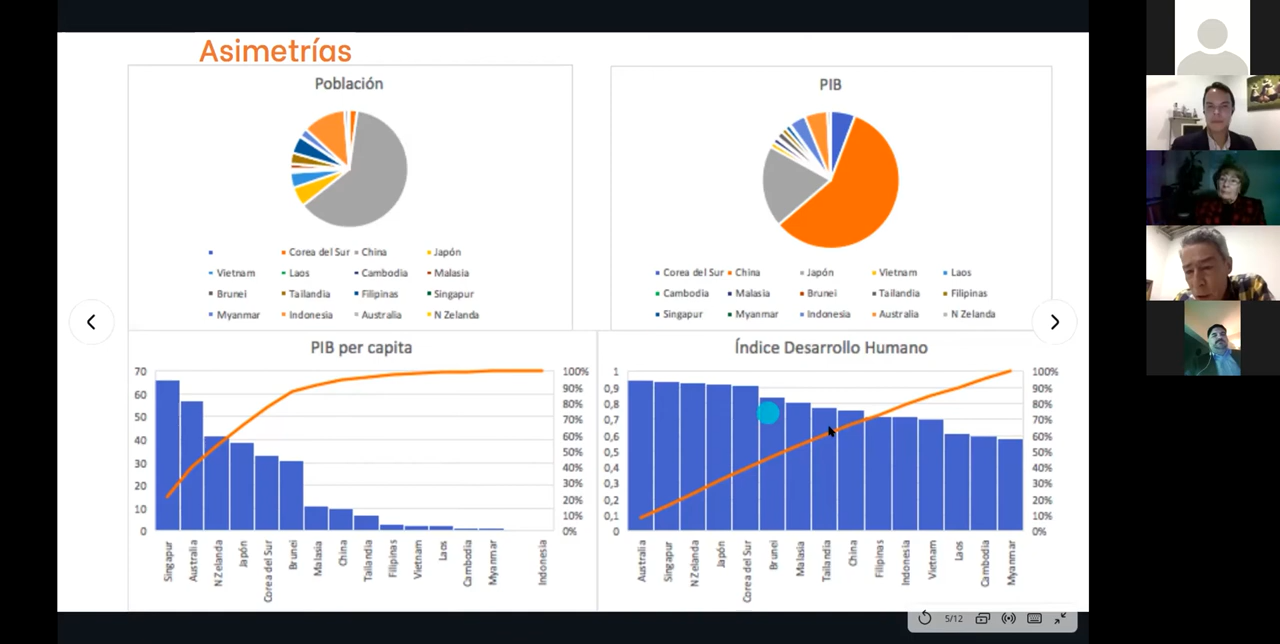 Asimetrías
Población
Corea del Sur China Japón
Vietnam Laos Cambodia Malasia
Brunei Tailandia Filipinas Singapur
Myanmar Indonesia Australia N Zelanda
PIB
Corea del Sur China Japón Vietnam Laos
Cambodia Malasia Brunei Tailandia Filipinas
Singapur Myanmar Indonesia Australia N Zelanda
PIB per capita
70
60
50
40
30
20
10
0
100%
90%
80%
70%
60%
50%
40%
30%
20%
10%
0%
Singapur
Australia
N Zelanda
Japón
Corea del Sur
Brunei
Malasia
China
Tailandia
Filipinas
Vietnam
Laos
Cambodia
Myanmar
Indonesia
Índice Desarrollo Humano
1
0,9
0,8
0,7
0,6
0,5
0,4
0,3
0,2
0,1
0
100%
90%
80%
70%
60%
50%
40%
30%
20%
10%
0%
Australia
Singapur
N Zelanda
Japón
Corea del Sur
Brunei
Malasia
Tailandia
China
Filipinas
Indonesia
Vietnam
Laos
Cambodia
Myanmar
5/12